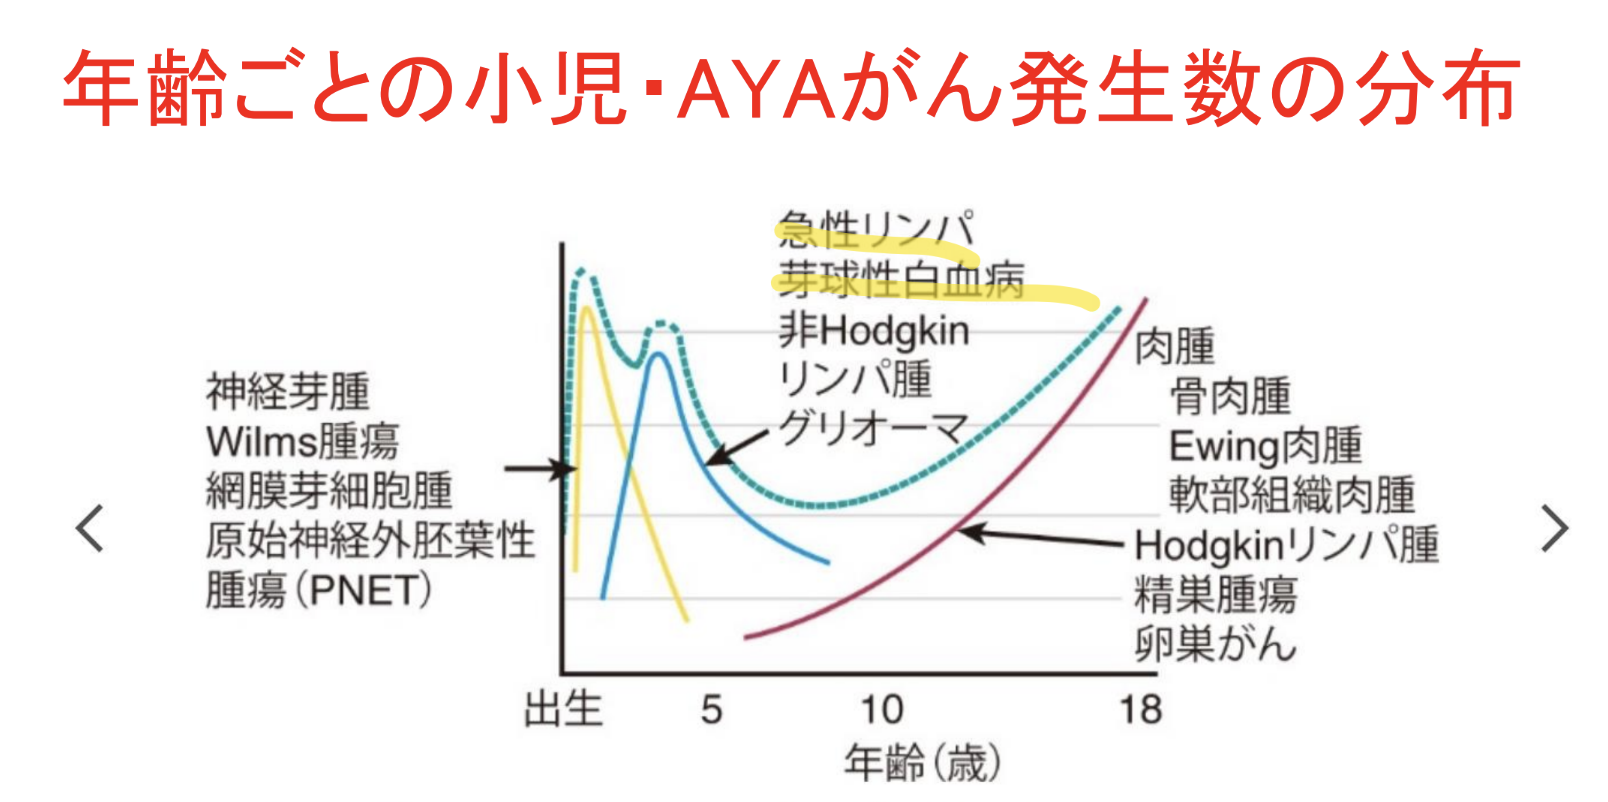 年齢ごとの小児・AYAがん発生数の分布
急性リンパ
芽球性白血病
非Hodgkin
リンパ腫
グリオーマ
神経芽腫
Wilms腫瘍
網膜芽細胞腫
原始神経外胚葉性
腫瘍（PNET）
肉腫
骨肉腫
Ewing肉腫
軟部組織肉腫
Hodgkinリンパ腫
精巣腫瘍
卵巣がん
出生 5 10 18
年齢（歳）